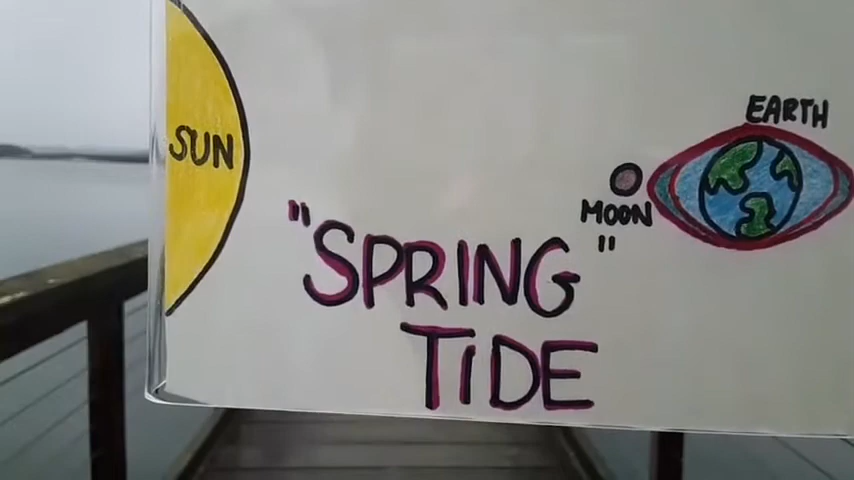 EARTH
SUN
MOON
"SPRING"
TIDE